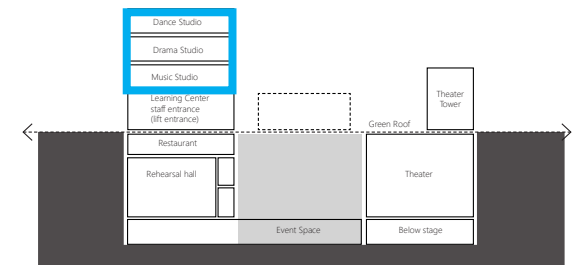 Dance Studio
Drama Studio
Music Studio
Learning Center
staff entrance
(lift entrance)
Theater
Tower
Green Roof
Restaurant
Rehearsal hall
Theater
Event Space
Below stage